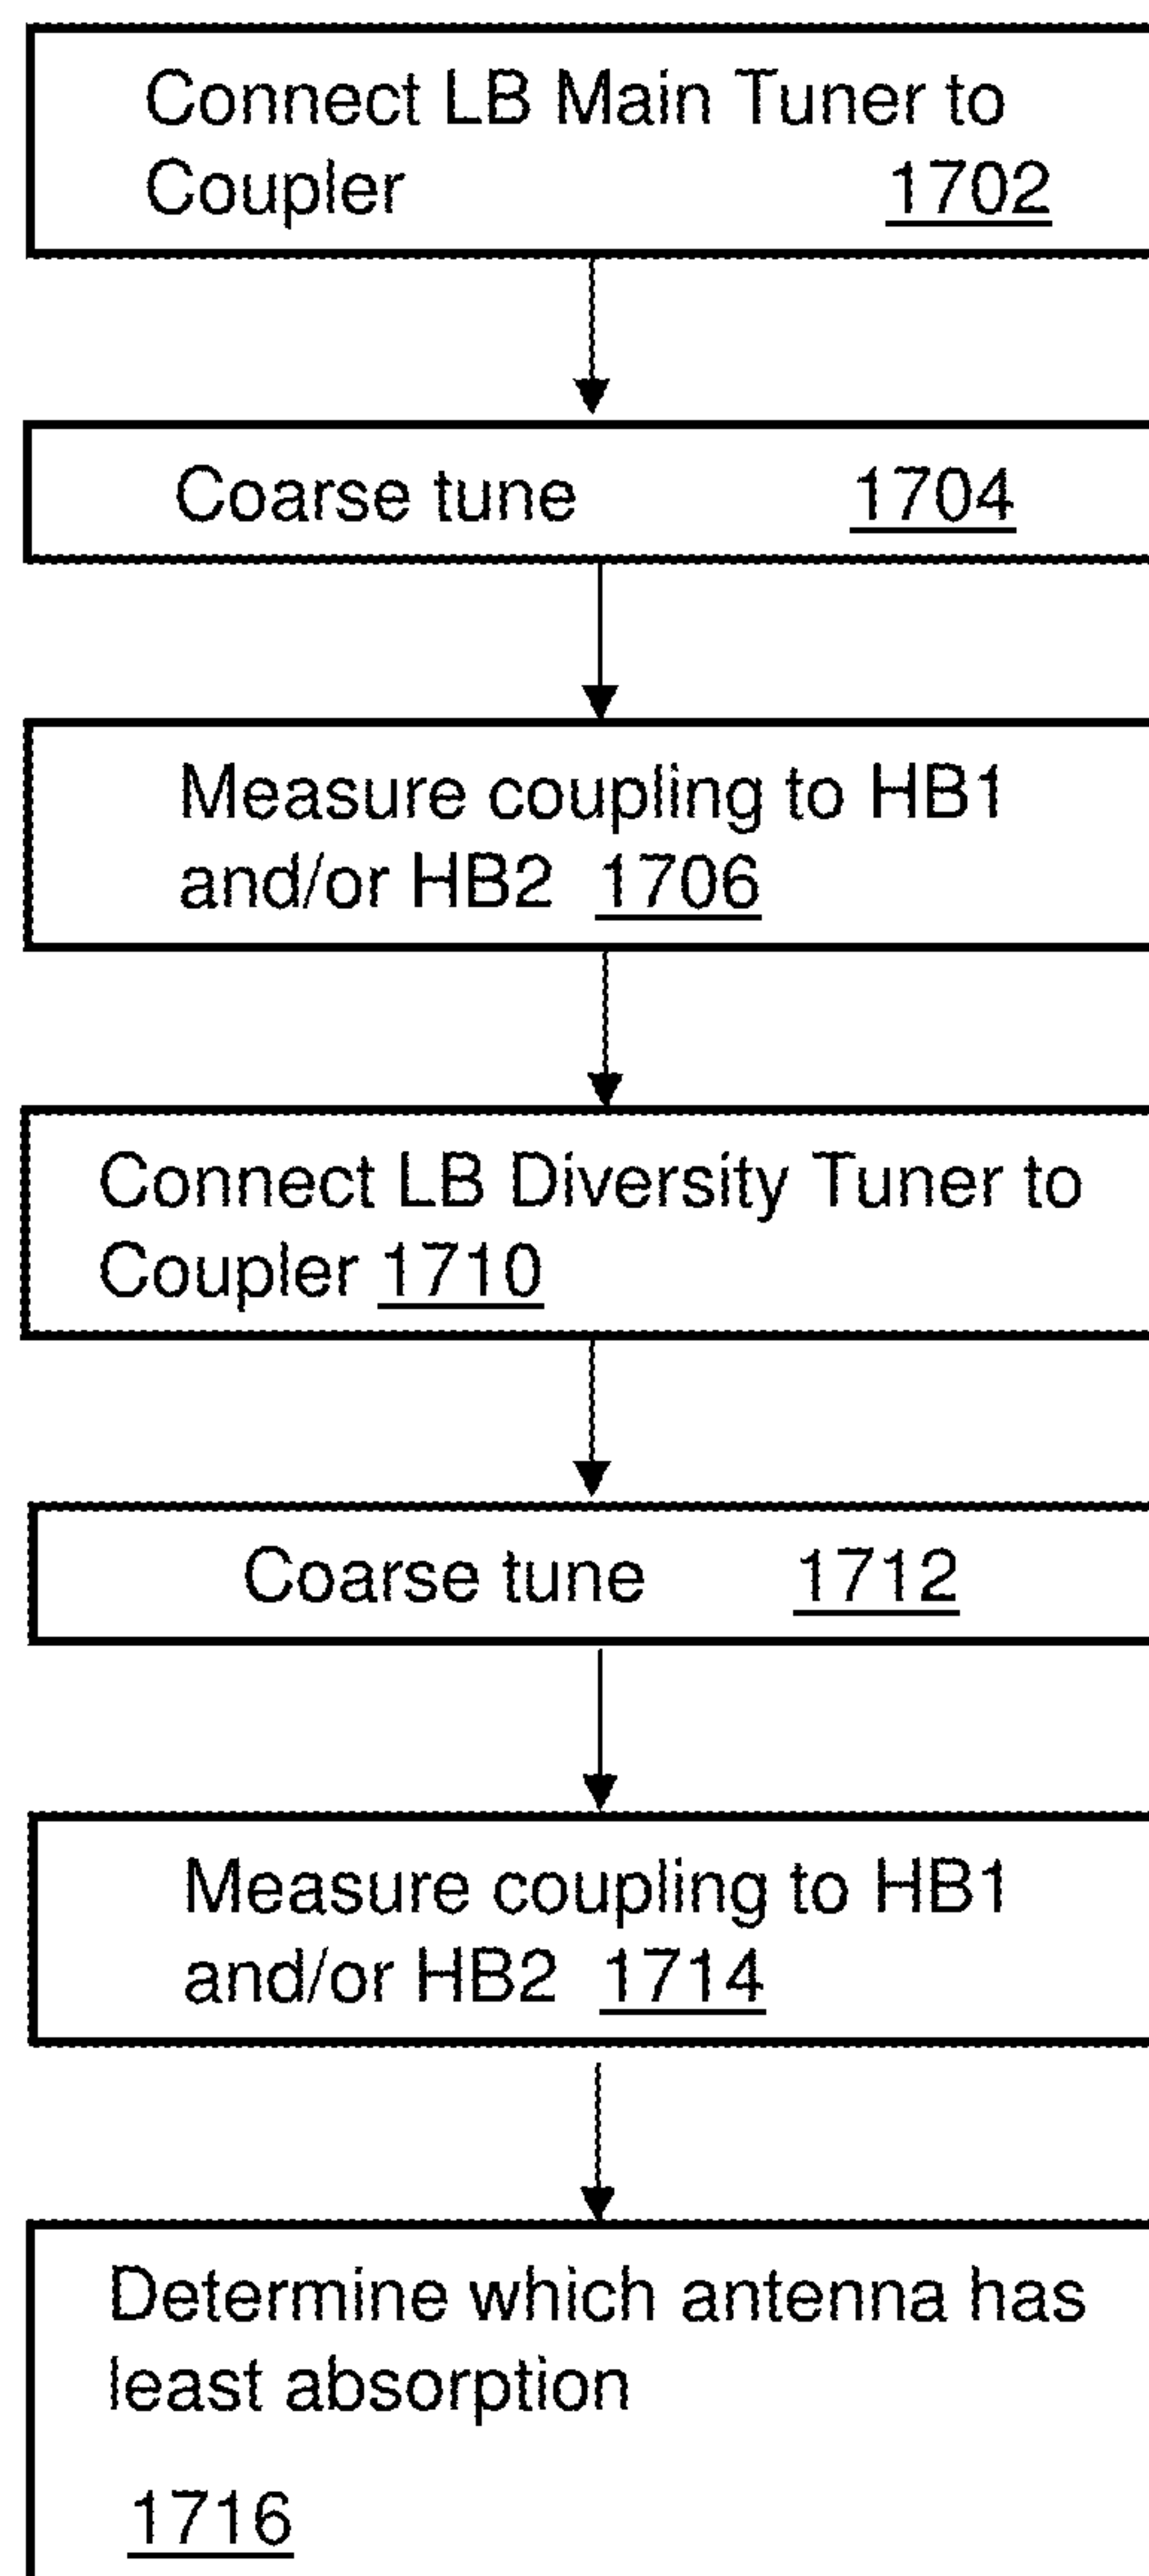 Connect LB Main Tuner to
Coupler 1702
Coarse tune 1704
Measure coupling to HB1
and/or HB2 1706
Connect LB Diversity Tuner to
Coupler 1710
Coarse tune 1712
Measure coupling to HB1
and/or HB2 1714
Determine which antenna has
least absorption
1716